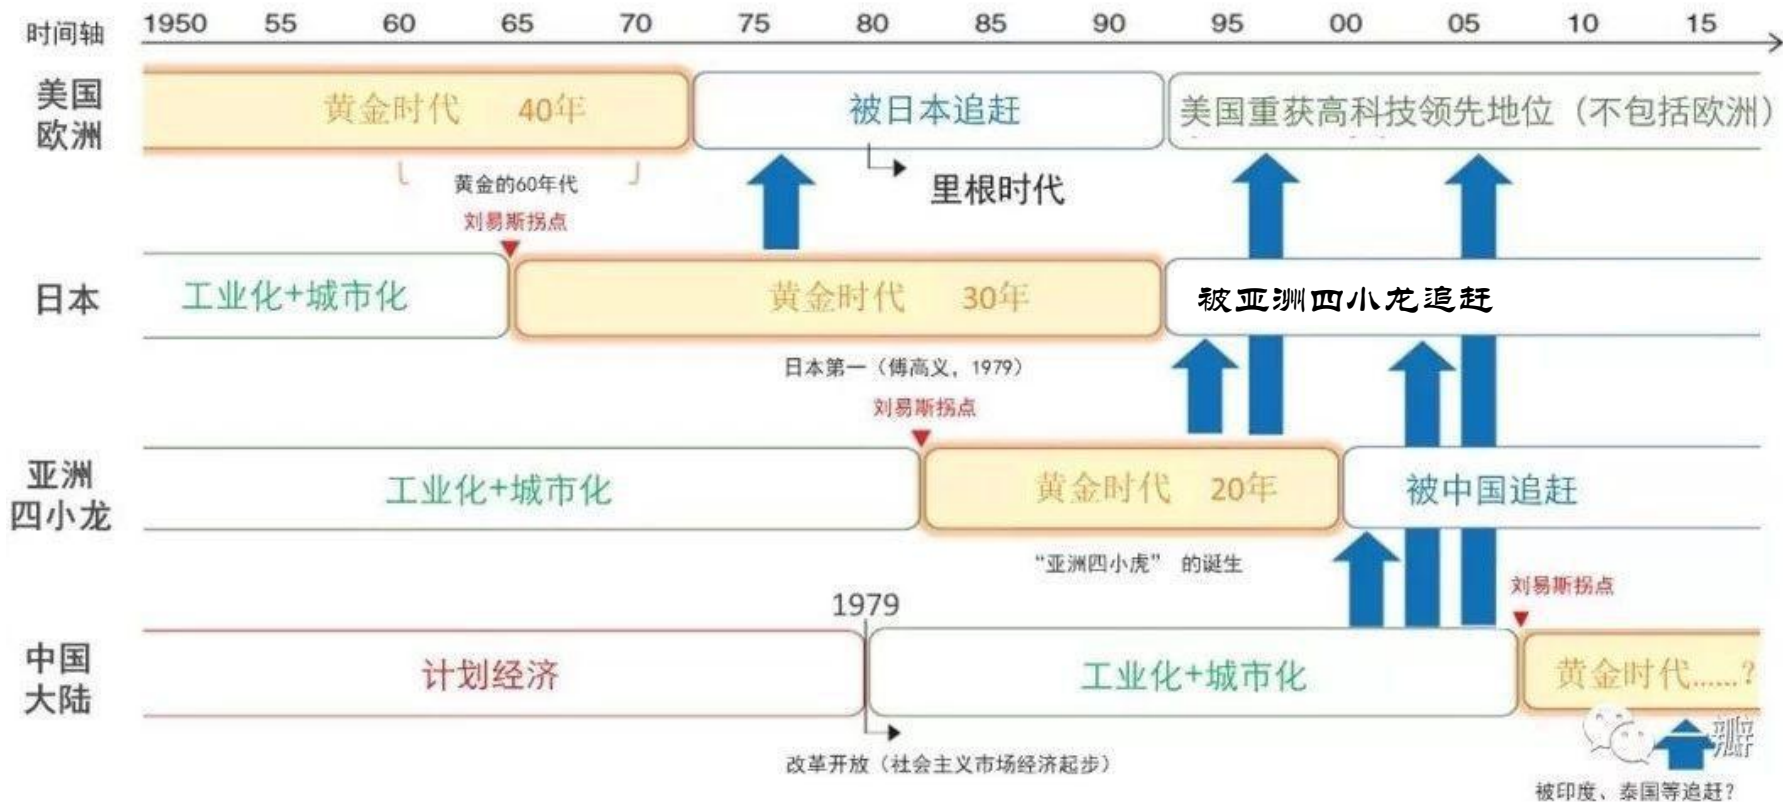 时间轴 1950 55 60 65 70 75 80 85 90 95 00 05 10 15
美国
欧洲
黄金时代 40年
被日本追赶
美国重获高科技领先地位（不包括欧洲）
黄金的60年代
里根时代
刘易斯拐点
日本
工业化+城市化
黄金时代 30年
被亚洲四小龙追赶
日本第一（傅高义，1979）
刘易斯拐点
亚洲
四小龙
工业化+城市化
黄金时代 20年
被中国追赶
“亚洲四小虎” 的诞生
刘易斯拐点
1979
中国
大陆
计划经济
工业化+城市化
黄金时代……？
改革开放（社会主义市场经济起步）
一瓣
被印度、泰国等追赶？